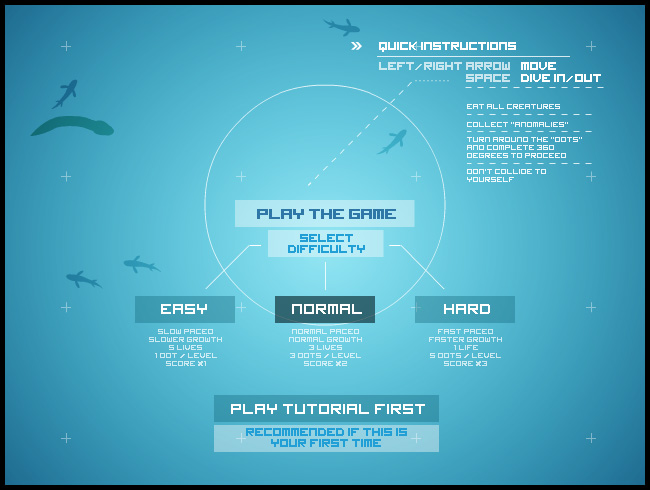 » QUICK INSTRUCTIONS
LEFT/RIGHT ARROW MOVE
SPACE DIVE IN/OUT
EAT ALL CREATURES
COLLECT "ANOMALIES"
TURN AROUND THE "DOTS"
AND COMPLETE 360
DEGREES TO PROCEED
DON'T COLLIDE TO
YOURSELF
PLAY THE GAME
SELECT
DIFFICULTY
EASY
SLOW PACED
SLOWER GROWTH
5 LIVES
1 DOT / LEVEL
SCORE X1
NORMAL
NORMAL PACED
NORMAL GROWTH
3 LIVES
3 DOTS / LEVEL
SCORE X2
HARD
FAST PACED
FASTER GROWTH
1 LIFE
5 DOTS / LEVEL
SCORE X3
PLAY TUTORIAL FIRST
RECOMMENDED IF THIS IS
YOUR FIRST TIME